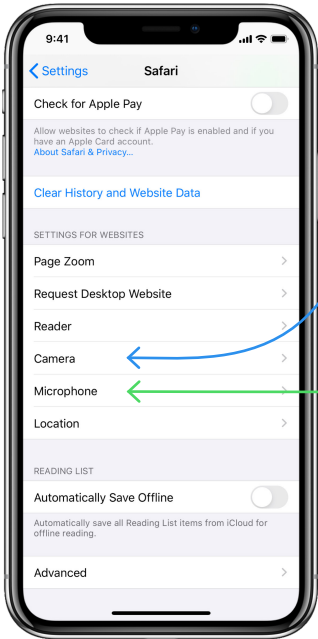 9:41
Settings
Safari
Check for Apple Pay
Allow websites to check if Apple Pay is enabled and if you
have an Apple Card account.
About Safari & Privacy...
Clear History and Website Data
SETTINGS FOR WEBSITES
Page Zoom
Request Desktop Website
Reader
Camera
Microphone
Location
READING LIST
Automatically Save Offline
Automatically save all Reading List items from iCloud for
offline reading.
Advanced